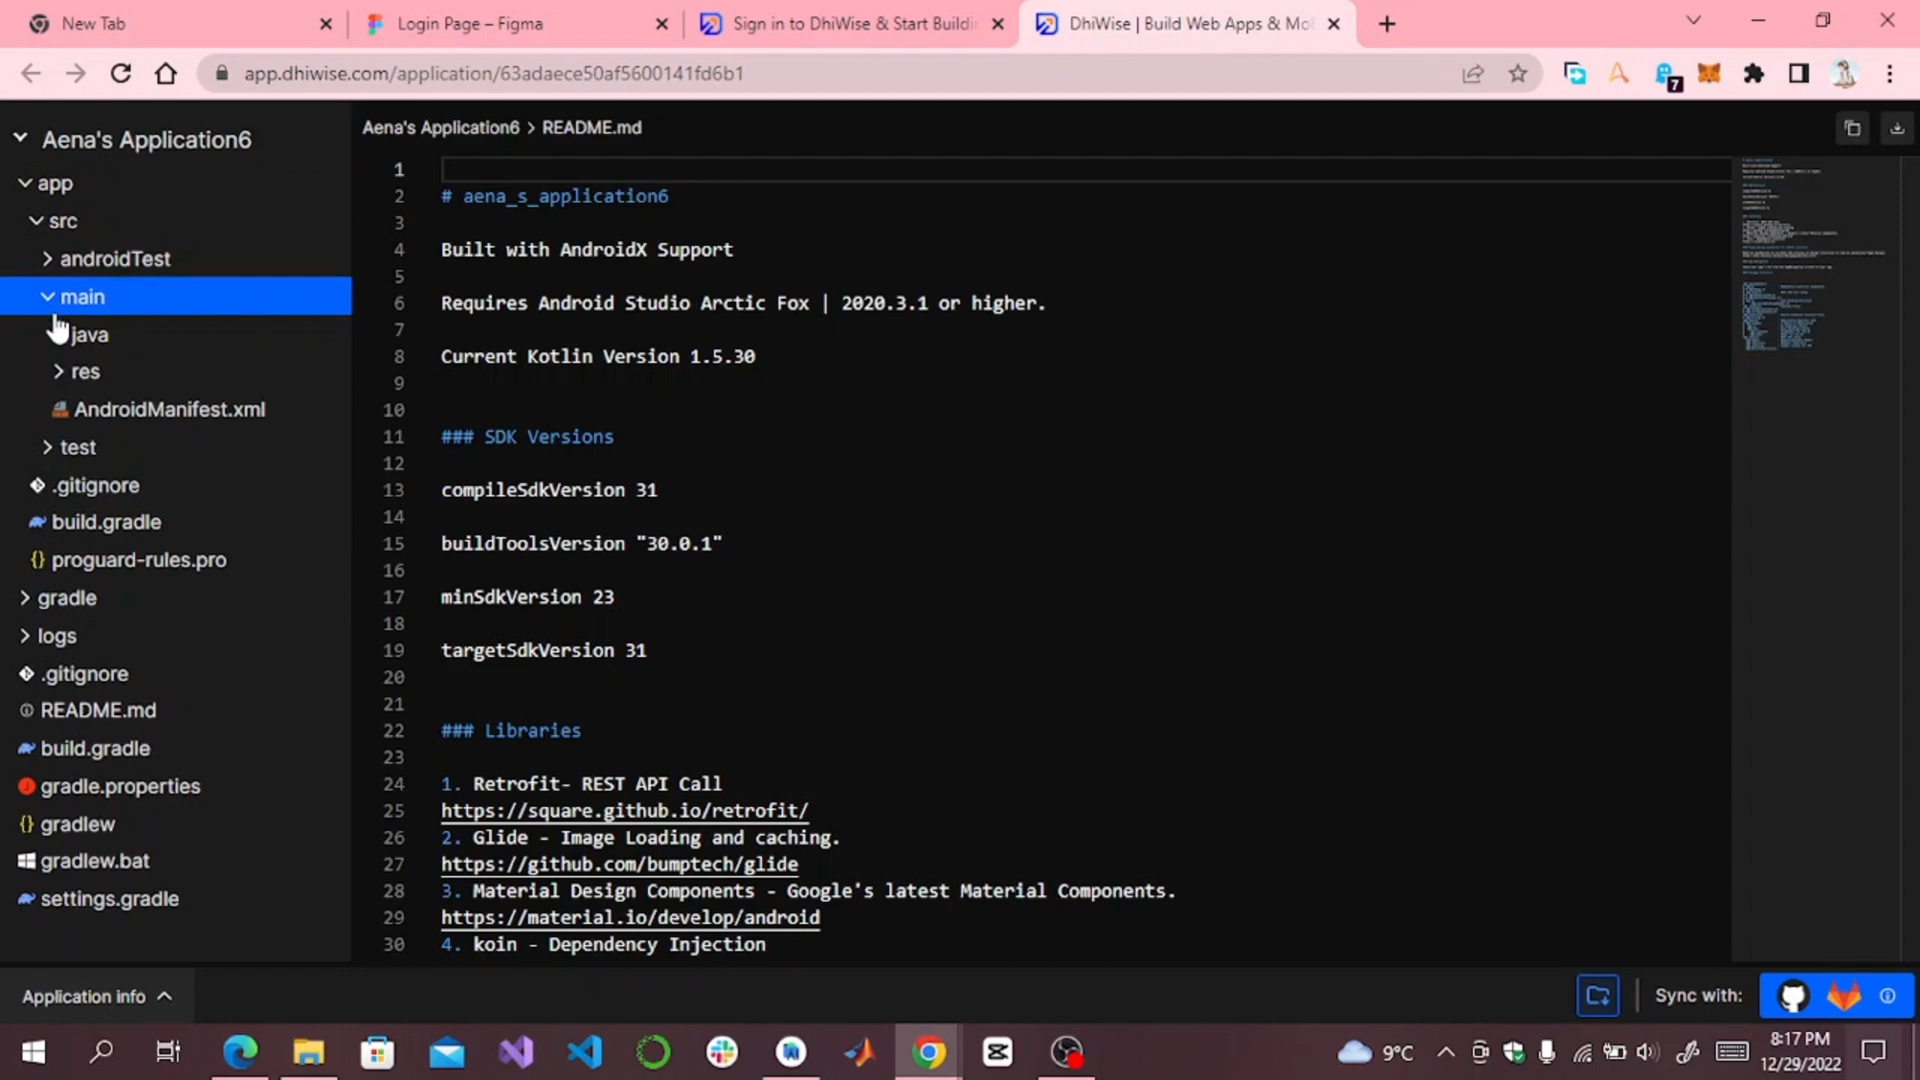 New Tab
Login Page – Figma
Sign in to DhiWise & Start Buildi
DhiWise | Build Web Apps & Mo
app.dhiwise.com/application/63adaece50af5600141fd6b1
7
Aena's Application6
app
src
androidTest
main
java
res
AndroidManifest.xml
test
.gitignore
build.gradle
proguard-rules.pro
gradle
logs
.gitignore
README.md
build.gradle
gradle.properties
gradlew
gradlew.bat
settings.gradle
Aena's Application6 > README.md
1
2 # aena_s_application6
3
4 Built with AndroidX Support
5
6 Requires Android Studio Arctic Fox | 2020.3.1 or higher.
7
8 Current Kotlin Version 1.5.30
9
10
11 ### SDK Versions
12
13 compileSdkVersion 31
14
15 buildToolsVersion "30.0.1"
16
17 minSdkVersion 23
18
19 targetSdkVersion 31
20
21
22 ### Libraries
23
24 1. Retrofit- REST API Call
25 https://square.github.io/retrofit/
26 2. Glide - Image Loading and caching.
27 https://github.com/bumptech/glide
28 3. Material Design Components - Google's latest Material Components.
29 https://material.io/develop/android
30 4. koin - Dependency Injection
Application info
Sync with:
9°C
8:17 PM
12/29/2022